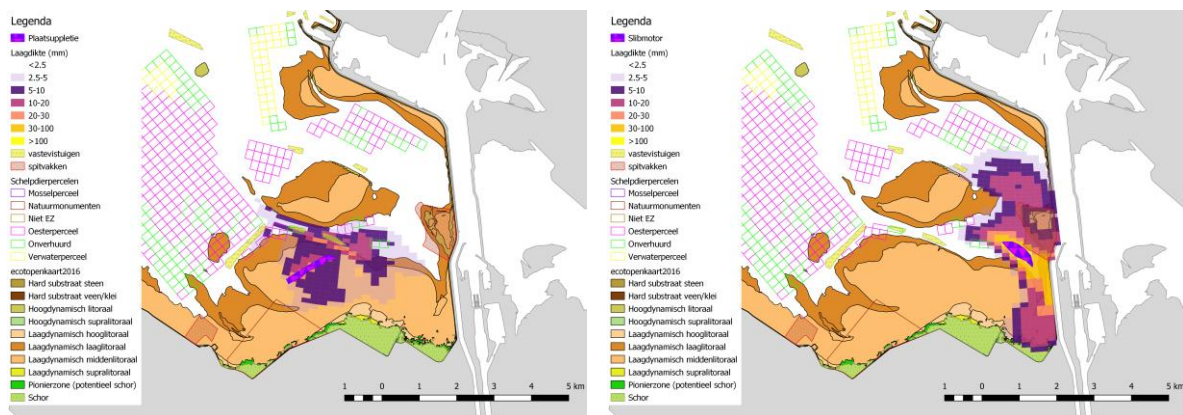 Legenda
Plaatsuppletie
Laagdikte (mm)
<2.5
2.5-5
5-10
10-20
20-30
30-100
>100
vastevistuigen
spitvakken
Schelpdierpercelen
Mosselperceel
Natuurmonumenten
Niet EZ
Oesterperceel
Onverhuurd
Verwaterperceel
ecotopenkaart2016
Hard substraat steen
Hard substraat veen/klei
Hoogdynamisch litoraal
Hoogdynamisch supralitoraal
Laagdynamisch hooglitoraal
Laagdynamisch laaglitoraal
Laagdynamisch middenlitoraal
Laagdynamisch supralitoraal
Pionierzone (potentieel schor)
Schor
1 0 1 2 3 4 5 km
Legenda
Slibmotor
Laagdikte (mm)
<2.5
2.5-5
5-10
10-20
20-30
30-100
>100
vastevistuigen
spitvakken
Schelpdierpercelen
Mosselperceel
Natuurmonumenten
Niet EZ
Oesterperceel
Onverhuurd
Verwaterperceel
ecotopenkaart2016
Hard substraat steen
Hard substraat veen/klei
Hoogdynamisch litoraal
Hoogdynamisch supralitoraal
Laagdynamisch hooglitoraal
Laagdynamisch laaglitoraal
Laagdynamisch middenlitoraal
Laagdynamisch supralitoraal
Pionierzone (potentieel schor)
Schor
1 0 1 2 3 4 5 km